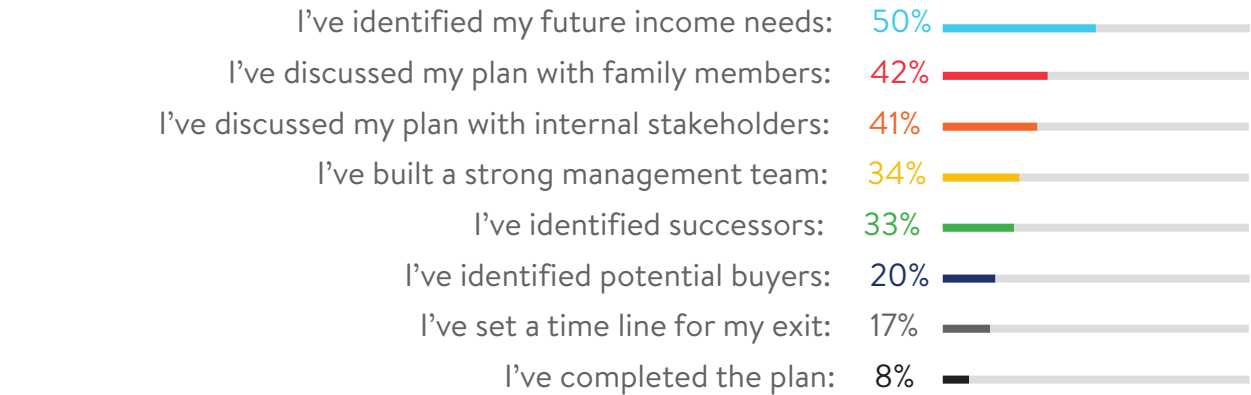 I’ve identified my future income needs: 50%
I’ve discussed my plan with family members: 42%
I’ve discussed my plan with internal stakeholders: 41%
I’ve built a strong management team: 34%
I’ve identified successors: 33%
I’ve identified potential buyers: 20%
I’ve set a time line for my exit: 17%
I’ve completed the plan: 8%